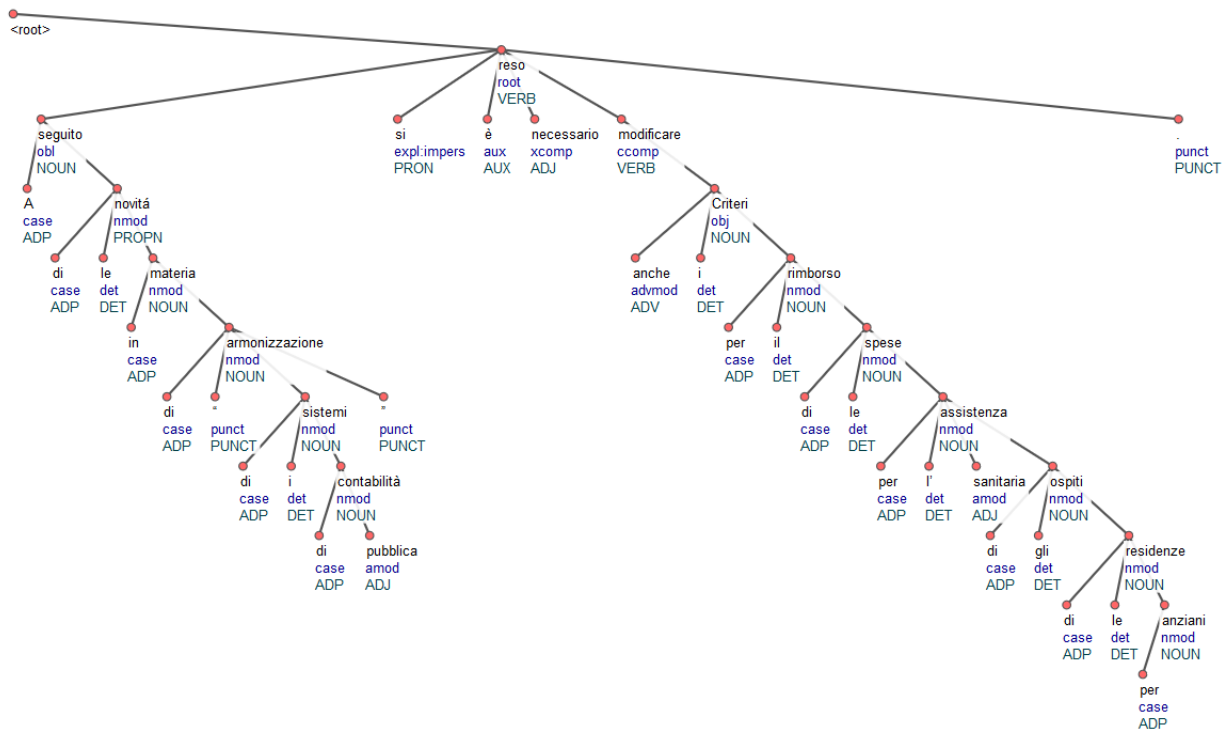 <root>
reso
root
VERB
seguito
obl
NOUN
si
expl:impers
PRON
è
aux
AUX
necessario
xcomp
ADJ
modificare
ccomp
VERB
.
punct
PUNCT
A
case
ADP
novitá
nmod
PROPN
Criteri
obj
NOUN
di
case
ADP
le
det
DET
materia
nmod
NOUN
anche
advmod
ADV
i
det
DET
rimborso
nmod
NOUN
in
case
ADP
armonizzazione
nmod
NOUN
per
case
ADP
il
det
DET
spese
nmod
NOUN
di
case
ADP
“
punct
PUNCT
sistemi
nmod
NOUN
”
punct
PUNCT
di
case
ADP
le
det
DET
assistenza
nmod
NOUN
di
case
ADP
i
det
DET
contabilità
nmod
NOUN
per
case
ADP
l'
det
DET
sanitaria
amod
ADJ
ospiti
nmod
NOUN
di
case
ADP
pubblica
amod
ADJ
di
case
ADP
gli
det
DET
residenze
nmod
NOUN
di
case
ADP
le
det
DET
anziani
nmod
NOUN
per
case
ADP